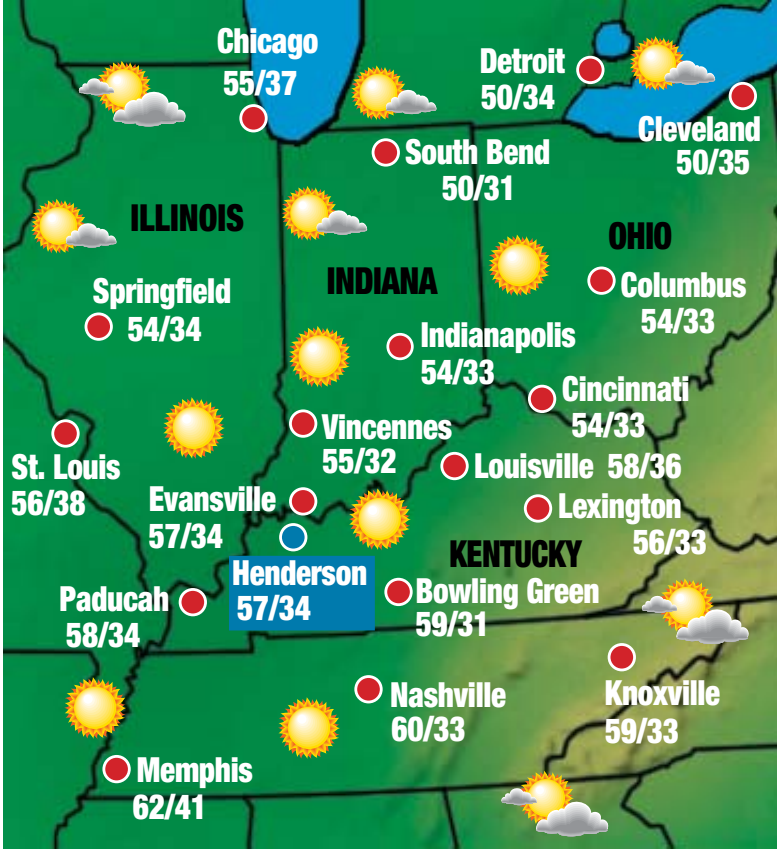 Chicago
55/37
Detroit
50/34
Cleveland
50/35
South Bend
50/31
ILLINOIS
OHIO
INDIANA
Columbus
54/33
Springfield
54/34
Indianapolis
54/33
Cincinnati
54/33
Vincennes
55/32
St. Louis
56/38
Louisville 58/36
Evansville
57/34
Lexington
56/33
KENTUCKY
Henderson
57/34
Bowling Green
59/31
Paducah
58/34
Nashville
60/33
Knoxville
59/33
Memphis
62/41